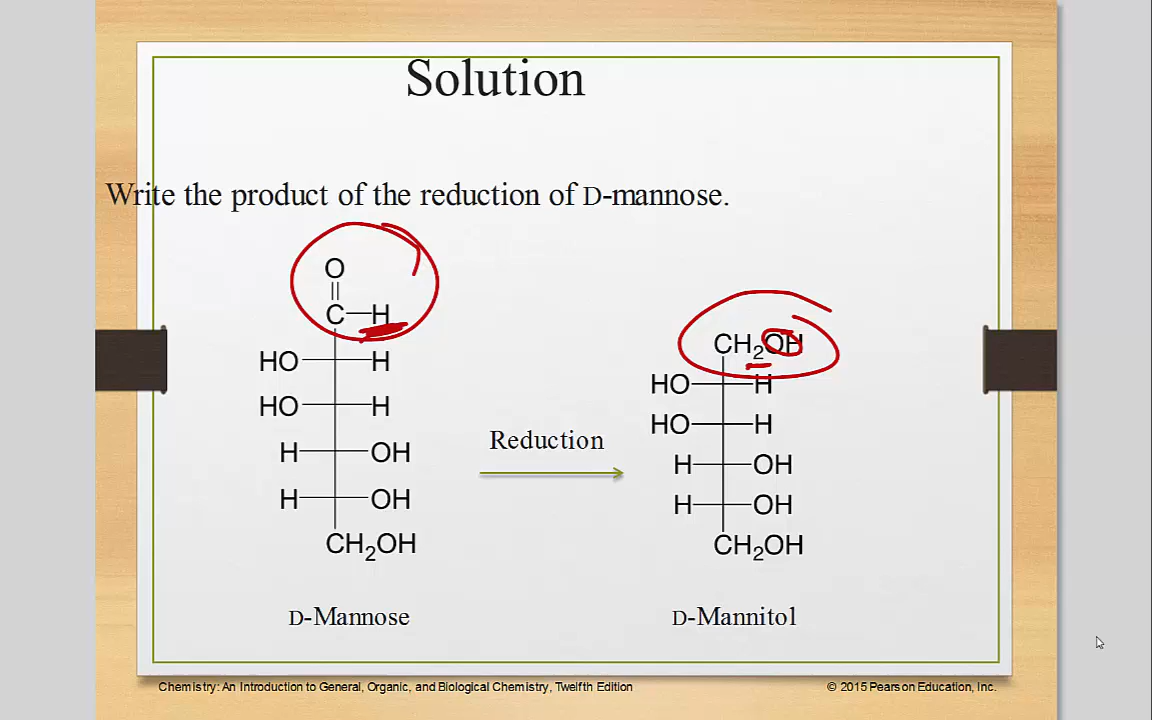 Solution
Write the product of the reduction of D-mannose.
O
C H
HO H
HO H
H OH
H OH
CH₂OH
D-Mannose
Reduction
CH₂OH
HO H
HO H
H OH
H OH
CH₂OH
D-Mannitol
Chemistry: An Introduction to General, Organic, and Biological Chemistry, Twelfth Edition
© 2015 Pearson Education, Inc.